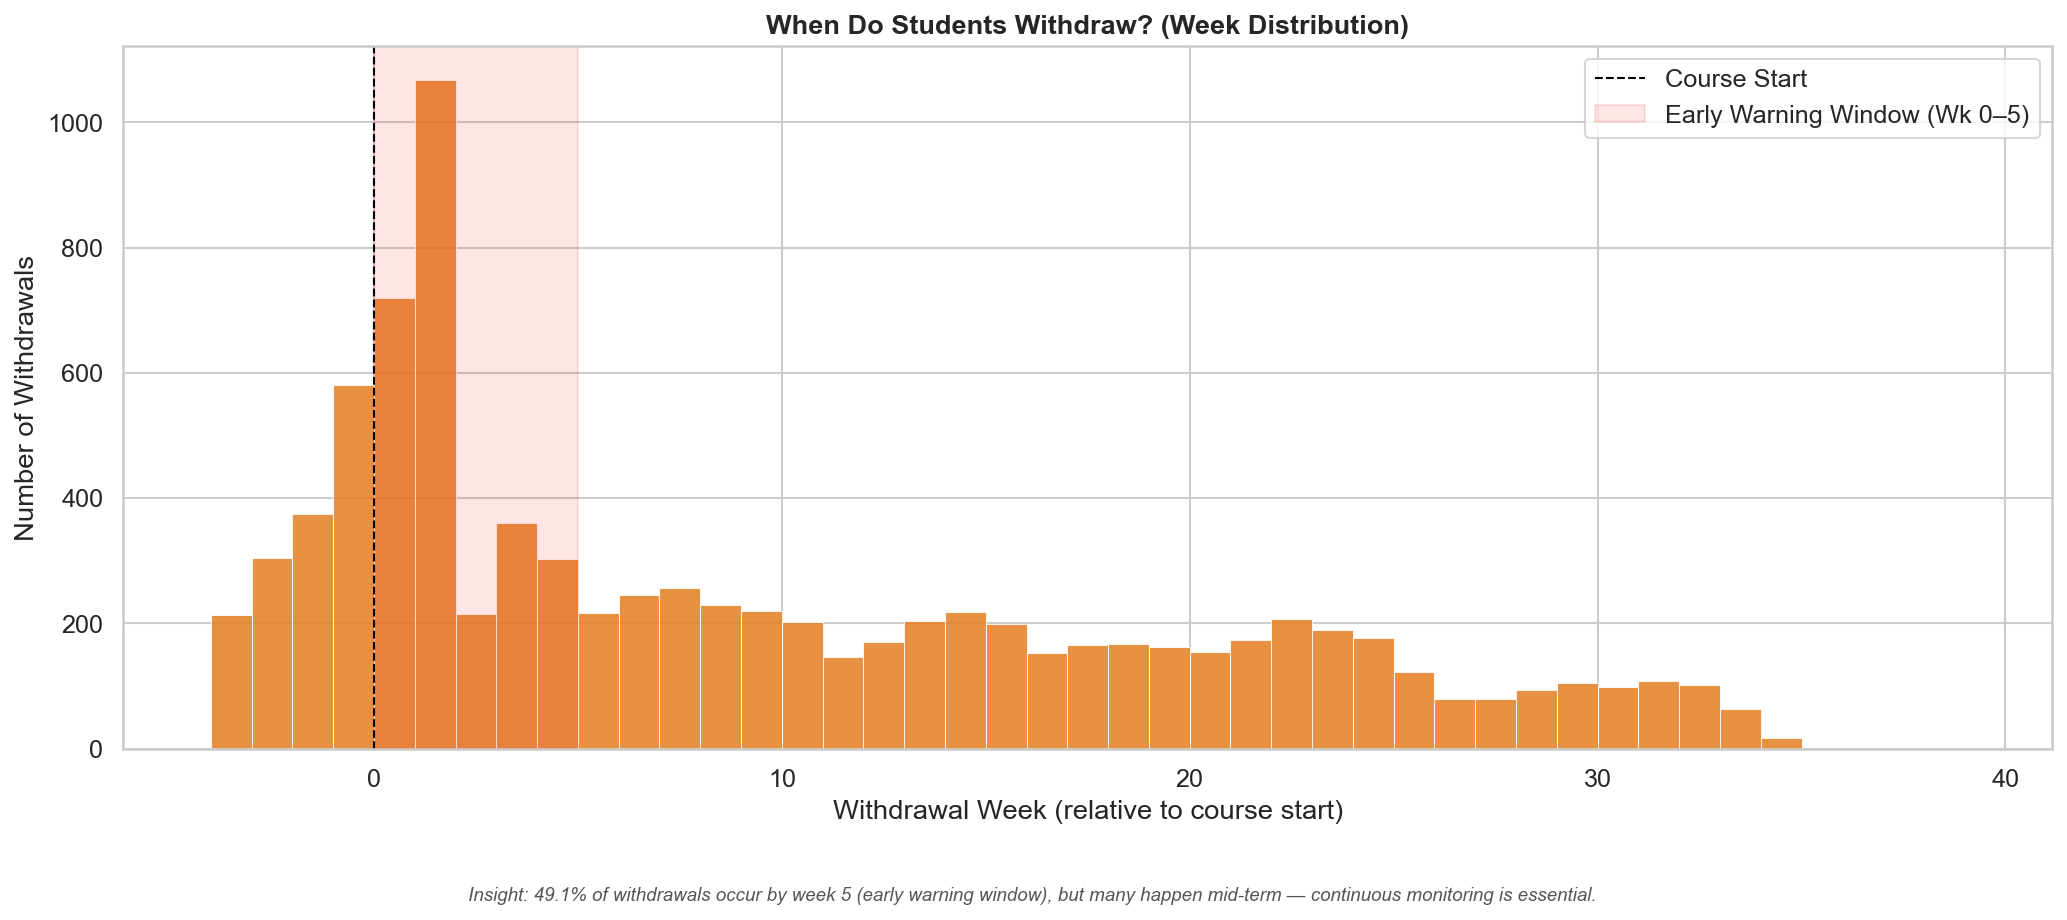 When Do Students Withdraw? (Week Distribution)
Course Start
Early Warning Window (Wk 0–5)
Number of Withdrawals
1000
800
600
400
200
0
0 10 20 30 40
Withdrawal Week (relative to course start)
Insight: 49.1% of withdrawals occur by week 5 (early warning window), but many happen mid-term — continuous monitoring is essential.